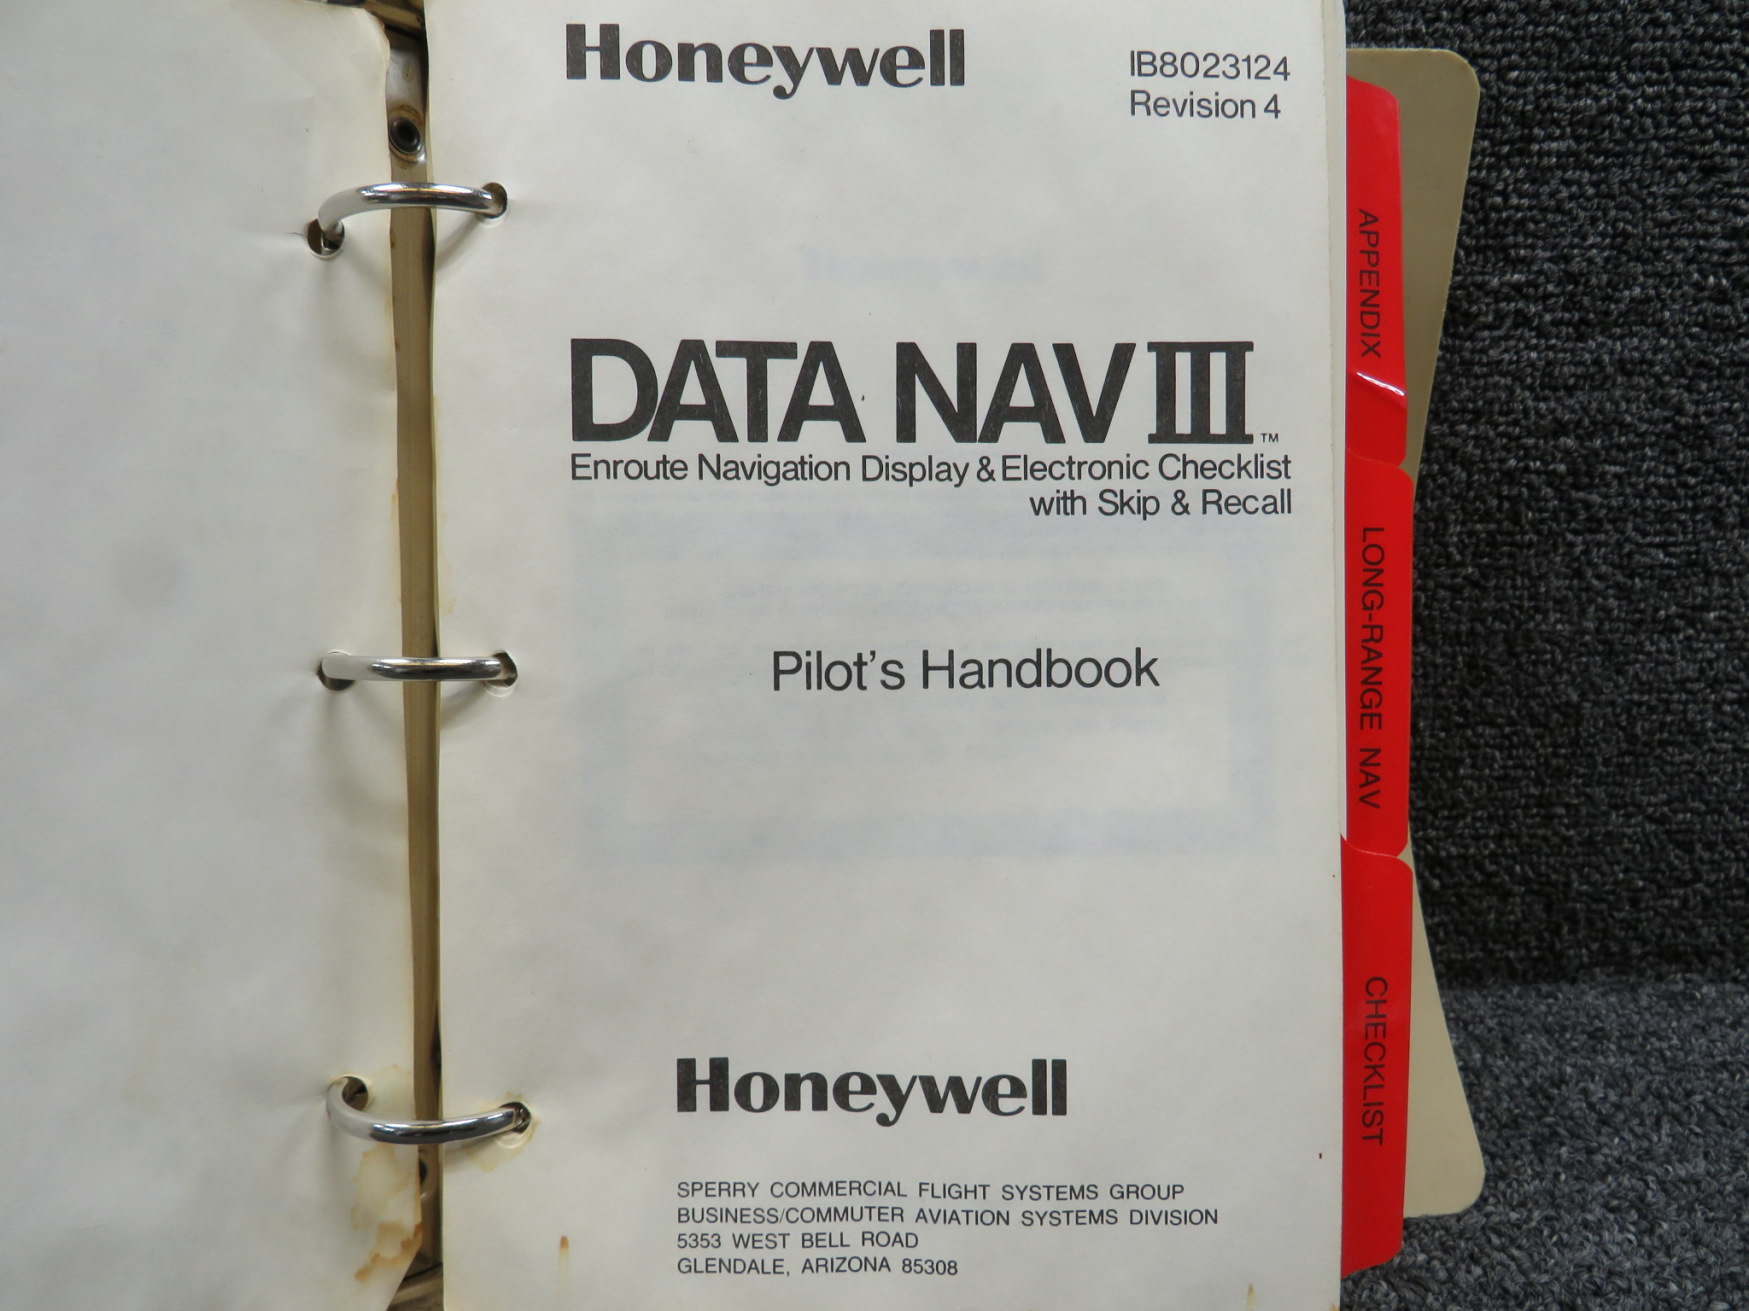 Honeywell
IB8023124
Revision 4
DATA NAV III™
Enroute Navigation Display & Electronic Checklist
with Skip & Recall
Pilot's Handbook
Honeywell
SPERRY COMMERCIAL FLIGHT SYSTEMS GROUP
BUSINESS/COMMUTER AVIATION SYSTEMS DIVISION
5353 WEST BELL ROAD
GLENDALE, ARIZONA 85308
APPENDIX
LONG-RANGE NAV
CHECKLIST